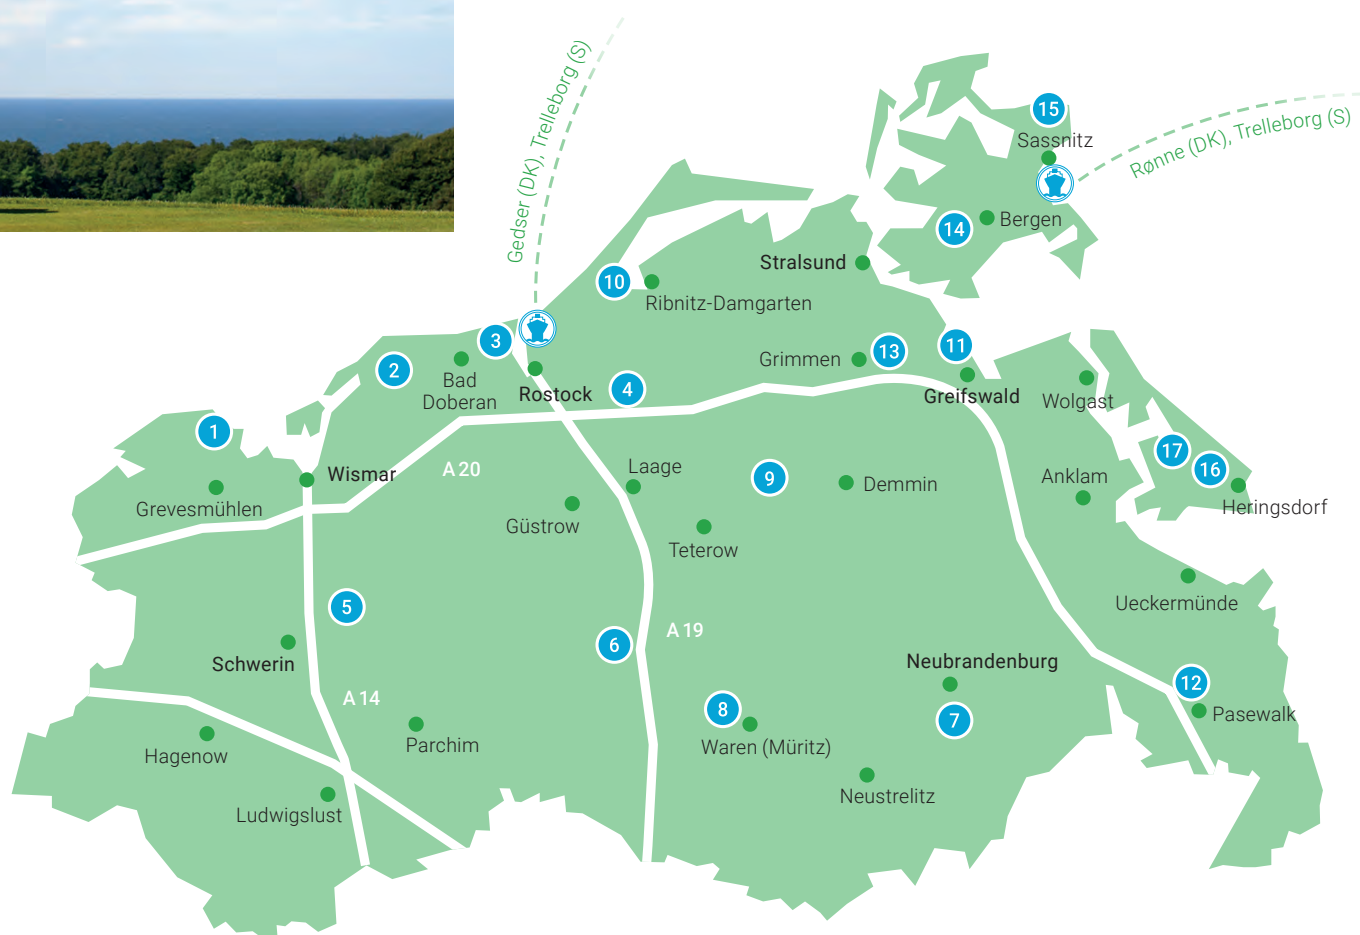 Gedser (DK), Trelleborg (S)
Rønne (DK), Trelleborg (S)
15
Sassnitz
14
Bergen
Stralsund
10
Ribnitz-Damgarten
3
2
Bad
Doberan
Rostock
4
Grimmen
13
11
Greifswald
Wolgast
1
Wismar
A 20
Grevesmühlen
Laage
Güstrow
9
Demmin
Teterow
Anklam
17
16
Heringsdorf
Ueckermünde
5
6
A 19
Schwerin
A 14
Neubrandenburg
7
12
Pasewalk
8
Waren (Müritz)
Parchim
Hagenow
Ludwigslust
Neustrelitz